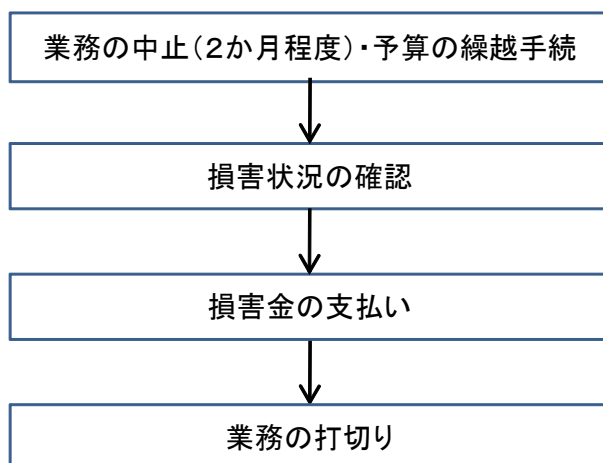 業務の中止（２か月程度）・予算の繰越手続
損害状況の確認
損害金の支払い
業務の打切り